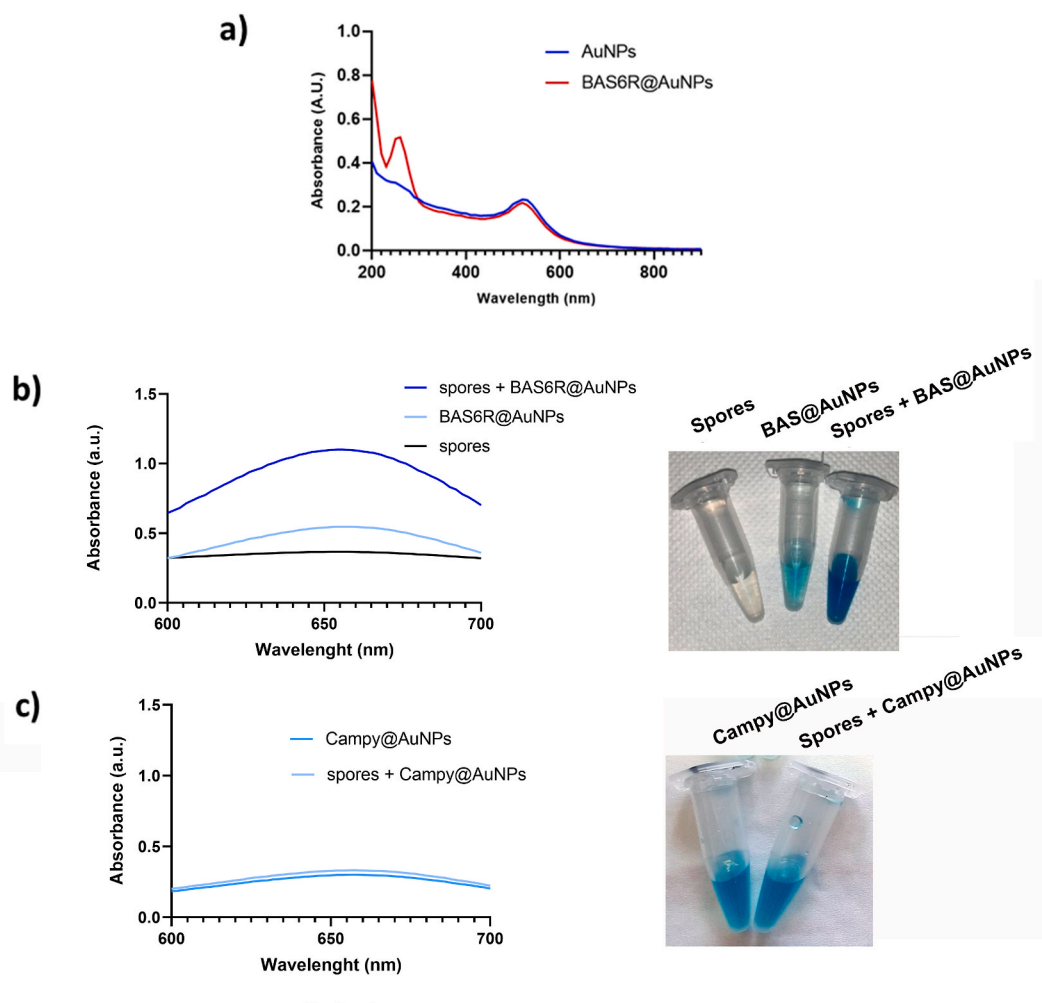 a)
AuNPs
BAS6R@AuNPs
Absorbance (A.U.)
1.0
0.8
0.6
0.4
0.2
0.0
200 400 600 800
Wavelength (nm)
b)
spores + BAS6R@AuNPs
BAS6R@AuNPs
spores
Absorbance (a.u.)
1.5
1.0
0.5
0.0
600 650 700
Wavelenght (nm)
Spores
BAS@AuNPs
Spores + BAS@AuNPs
c)
Campy@AuNPs
spores + Campy@AuNPs
Absorbance (a.u.)
1.5
1.0
0.5
0.0
600 650 700
Wavelenght (nm)
Campy@AuNPs
Spores + Campy@AuNPs